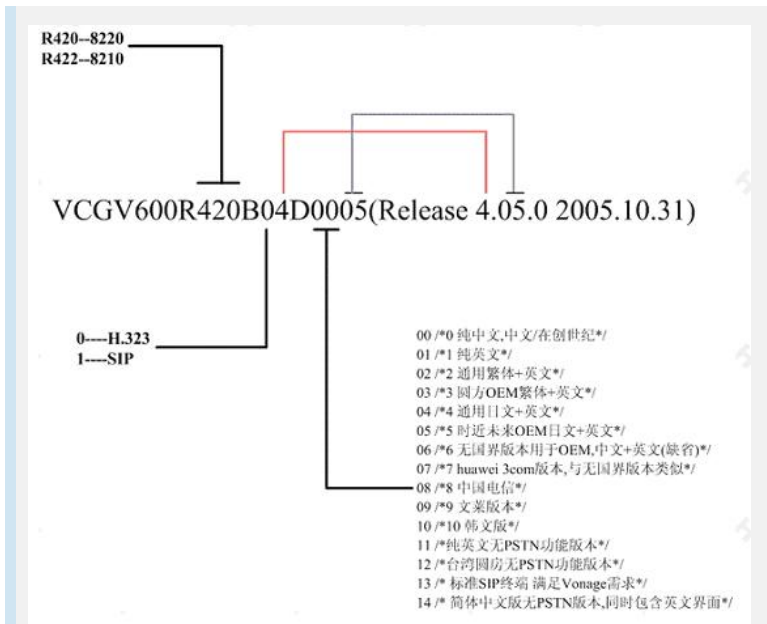 R420--8220
R422--8210
VCGV600R420B04D0005(Release 4.05.0 2005.10.31)
0----H.323
1----SIP
00 /*0 纯中文,中文/在创世纪*/
01 /*1 纯英文*/
02 /*2 通用繁体+英文*/
03 /*3 圆方OEM繁体+英文*/
04 /*4 通用日文+英文*/
05 /*5 时近未来OEM日文+英文*/
06 /*6 无国界版本用于OEM,中文+英文(缺省)*/
07 /*7 huawei 3com版本,与无国界版本类似*/
08 /*8 中国电信*/
09 /*9 文莱版本*/
10 /*10 韩文版*/
11 /*纯英文无PSTN功能版本*/
12 /*台湾圆房无PSTN功能版本*/
13 /* 标准SIP终端 满足Vonage需求*/
14 /* 简体中文版无PSTN版本,同时包含英文界面*/